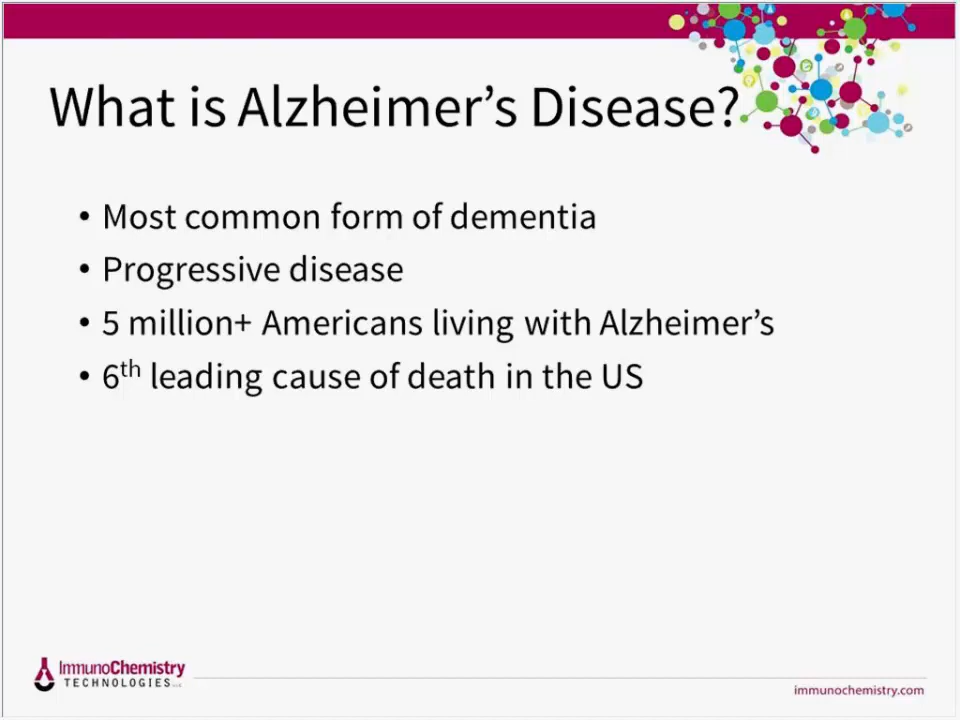 What is Alzheimer’s Disease?
• Most common form of dementia
• Progressive disease
• 5 million+ Americans living with Alzheimer’s
• 6th leading cause of death in the US
ImmunoChemistry
TECHNOLOGIES
immunochemistry.com